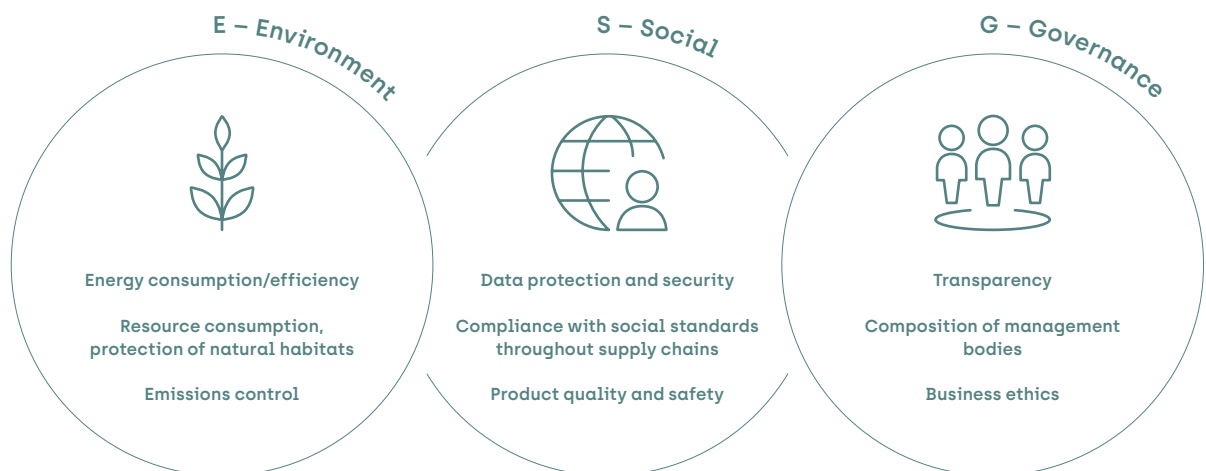 E – Environment
Energy consumption/efficiency
Resource consumption,
protection of natural habitats
Emissions control
S – Social
Data protection and security
Compliance with social standards
throughout supply chains
Product quality and safety
G – Governance
Transparency
Composition of management
bodies
Business ethics